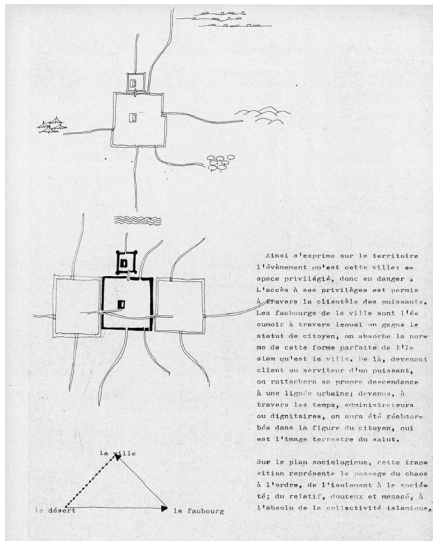 Ainsi s'exprime sur le territoire
l'évènement qu'est cette ville: es-
pace privilégié, donc en danger.
L'accès à ses privilèges est permis
à travers la clientèle des puissants.
Les faubourgs de la ville sont l'é-
cumoir à travers lequel on gagne le
statut de citoyen, on absorbe la nor-
me de cette forme parfaite de l'Is-
slam qu'est la ville. De là, devenant
client ou serviteur d'un puissant,
on rattachera sa propre descendance
à une lignée urbaine; devenus, à
travers les temps, administrateurs
ou dignitaires, on aura été réabsor-
bés dans la figure du citoyen, qui
est l'image terrestre du salut.
Sur le plan sociologique, cette tran-
sition représente le passage du chaos
à l'ordre, de l'isolement à la socié-
té; du relatif, douteux et menacé, à
l'absolu de la collectivité islamique.
la ville
le désert
le faubourg